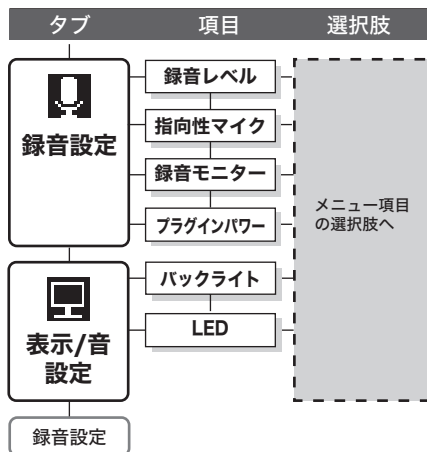 タブ
項目
選択肢
録音設定
録音レベル
指向性マイク
録音モニター
プラグインパワー
メニュー項目
の選択肢へ
表示/音
設定
バックライト
LED
録音設定